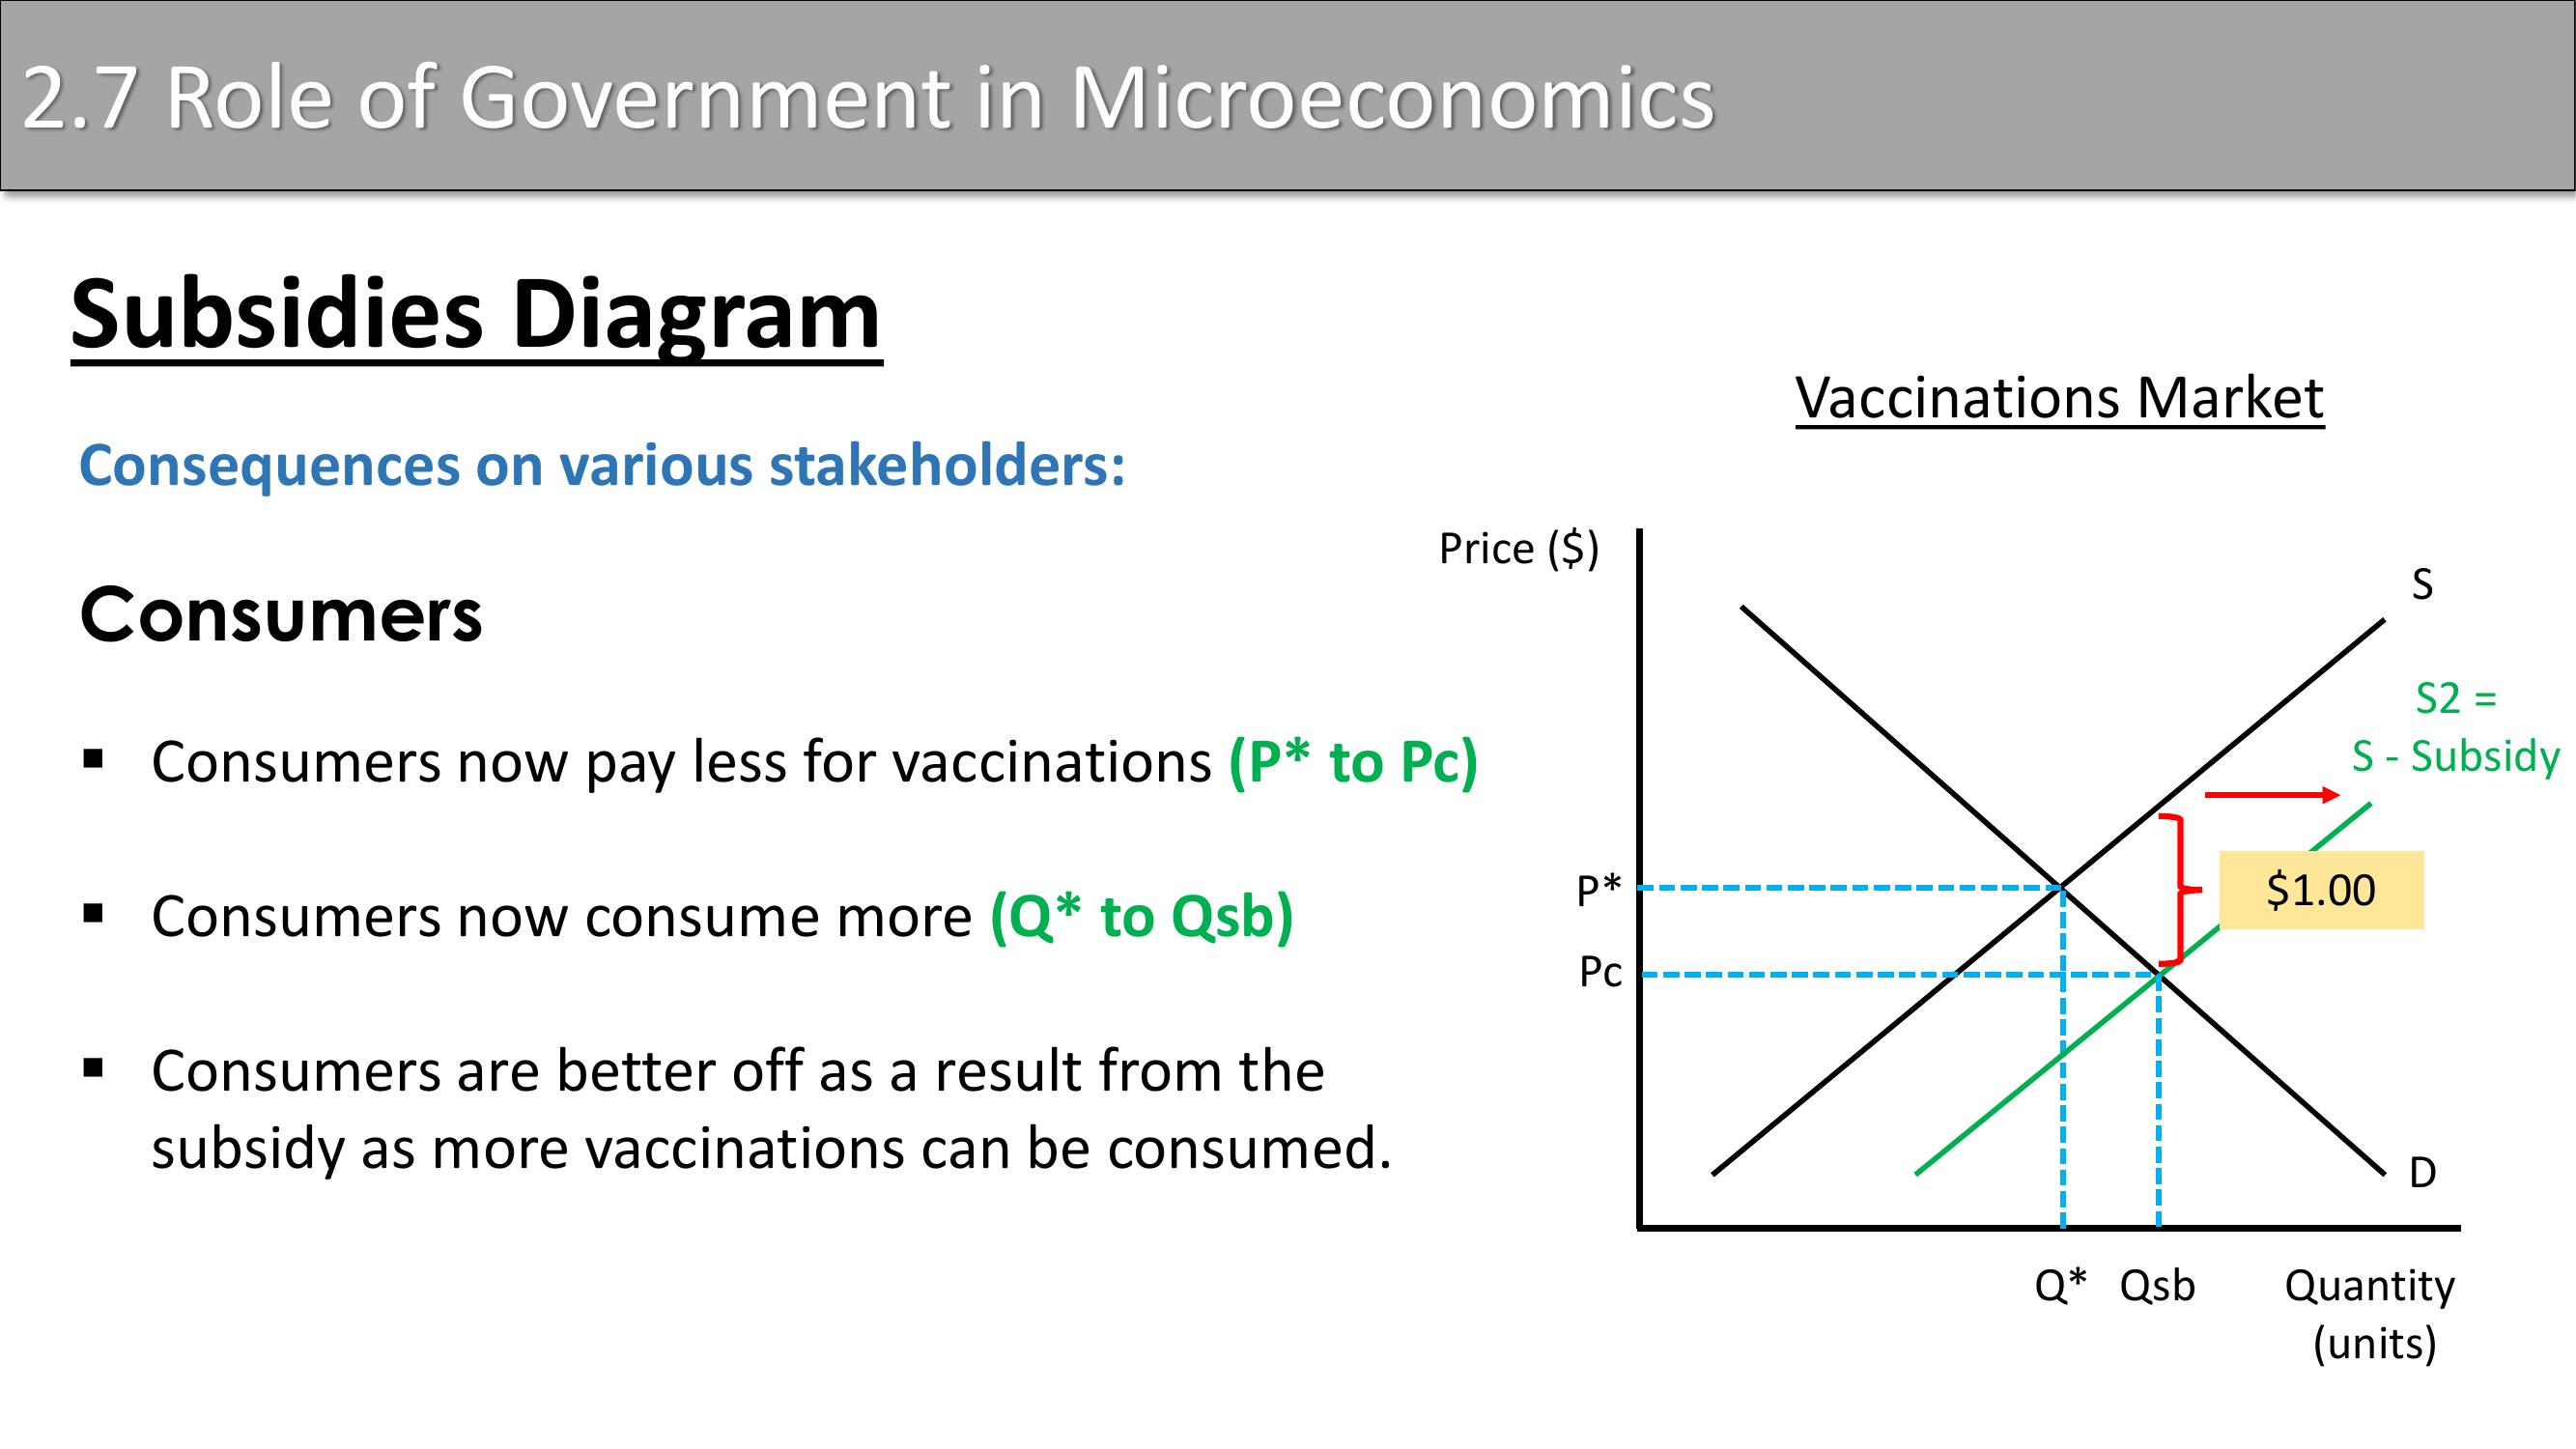 2.7 Role of Government in Microeconomics
Subsidies Diagram
Consequences on various stakeholders:
Consumers
▪ Consumers now pay less for vaccinations (P* to Pc)
▪ Consumers now consume more (Q* to Qsb)
▪ Consumers are better off as a result from the
subsidy as more vaccinations can be consumed.
Vaccinations Market
Price ($)
S
S2 =
S - Subsidy
$1.00
P*
Pc
D
Q* Qsb Quantity
(units)